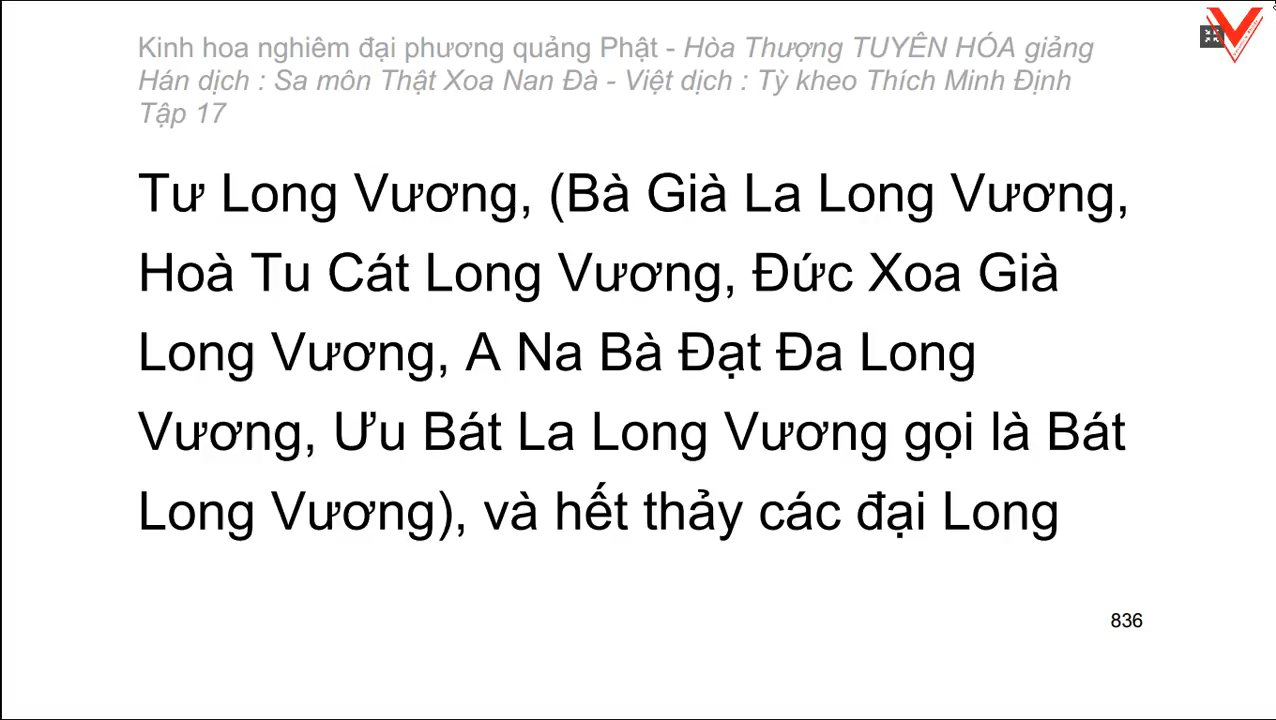 Kinh hoa nghiêm đại phương quảng Phật - Hòa Thượng TUYÊN HÓA giảng
Hán dịch : Sa môn Thật Xoa Nan Đà - Việt dịch : Tỳ kheo Thích Minh Định
Tập 17
Tư Long Vương, (Bà Già La Long Vương,
Hoà Tu Cát Long Vương, Đức Xoa Già
Long Vương, A Na Bà Đạt Đa Long
Vương, Ưu Bát La Long Vương gọi là Bát
Long Vương), và hết thảy các đại Long
836